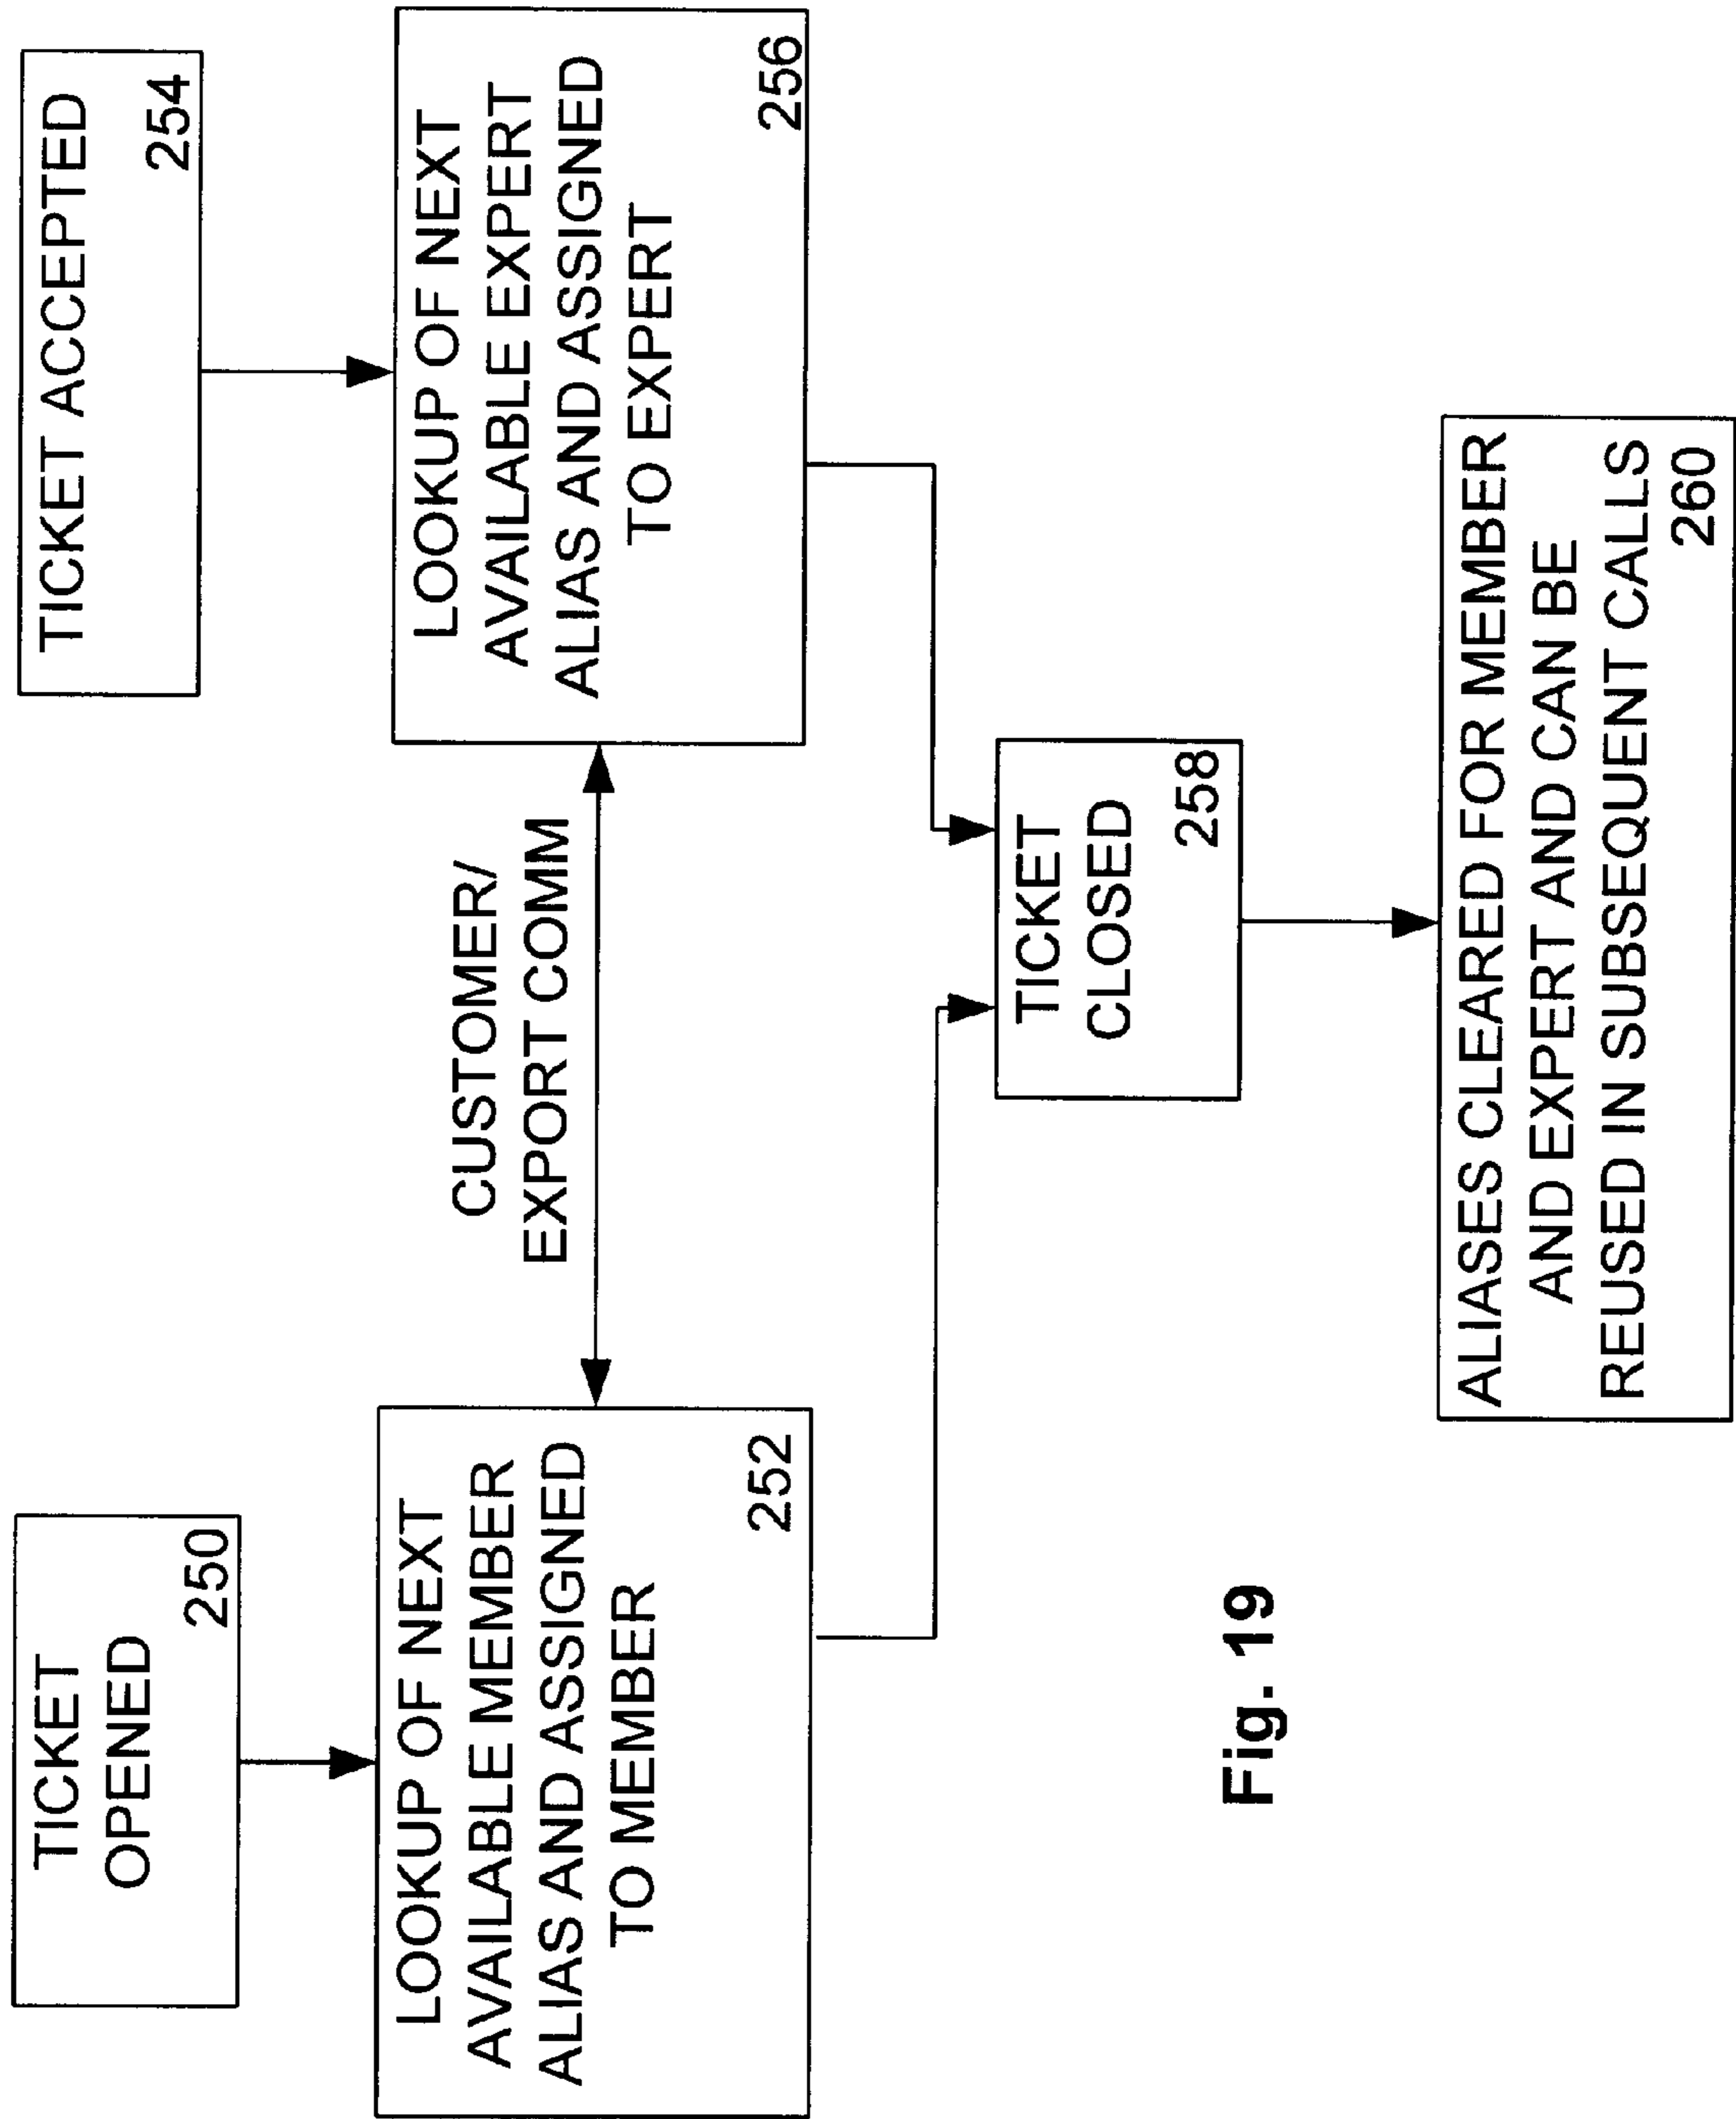 TICKET
OPENED
250
LOOKUP OF NEXT
AVAILABLE MEMBER
ALIAS AND ASSIGNED
TO MEMBER
252
CUSTOMER/
EXPORT COMM
TICKET ACCEPTED
254
LOOKUP OF NEXT
AVAILABLE EXPERT
ALIAS AND ASSIGNED
TO EXPERT
256
TICKET
CLOSED
258
ALIASES CLEARED FOR MEMBER
AND EXPERT AND CAN BE
REUSED IN SUBSEQUENT CALLS
260
Fig. 19